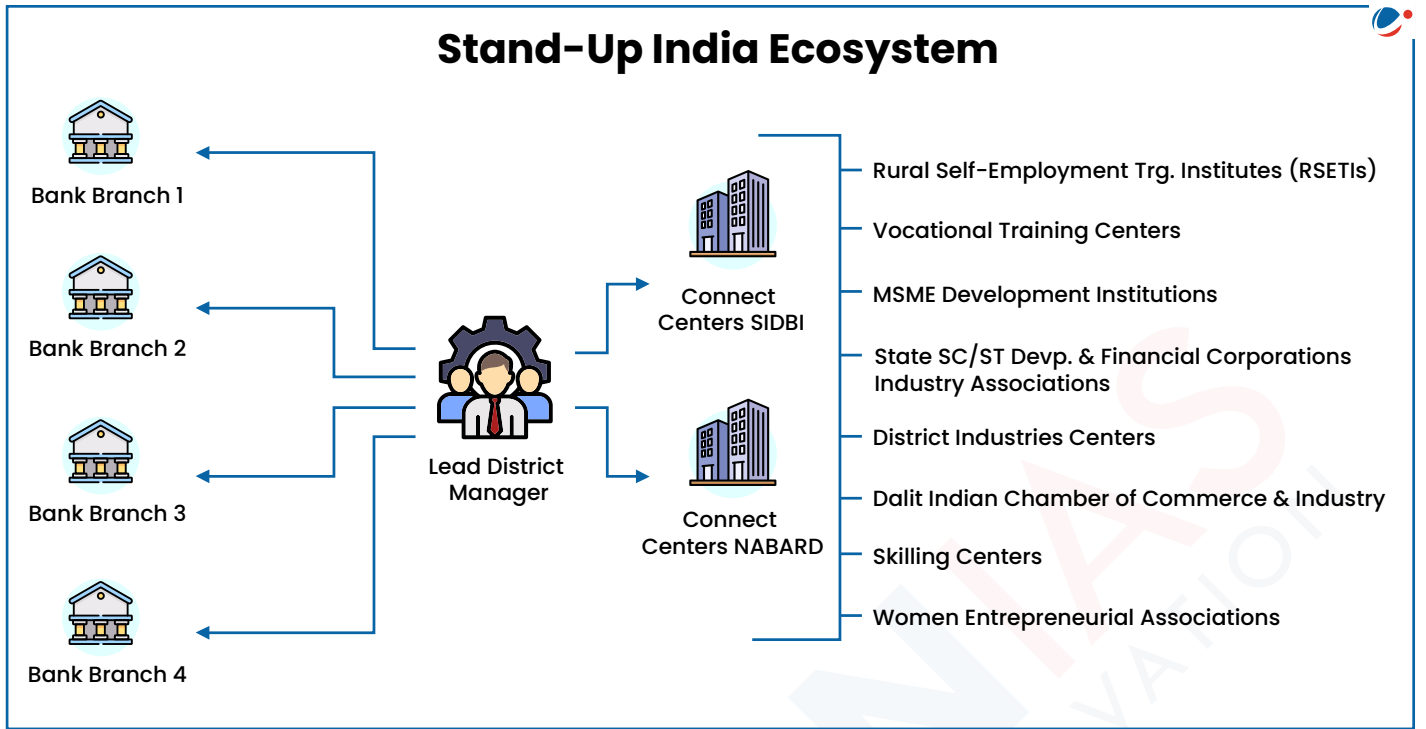 Stand-Up India Ecosystem
Bank Branch 1
Bank Branch 2
Bank Branch 3
Bank Branch 4
Lead District
Manager
Connect
Centers SIDBI
Connect
Centers NABARD
Rural Self-Employment Trg. Institutes (RSETIs)
Vocational Training Centers
MSME Development Institutions
State SC/ST Devp. & Financial Corporations
Industry Associations
District Industries Centers
Dalit Indian Chamber of Commerce & Industry
Skilling Centers
Women Entrepreneurial Associations